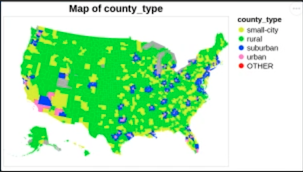 Map of county_type
county_type
small-city
rural
suburban
urban
OTHER